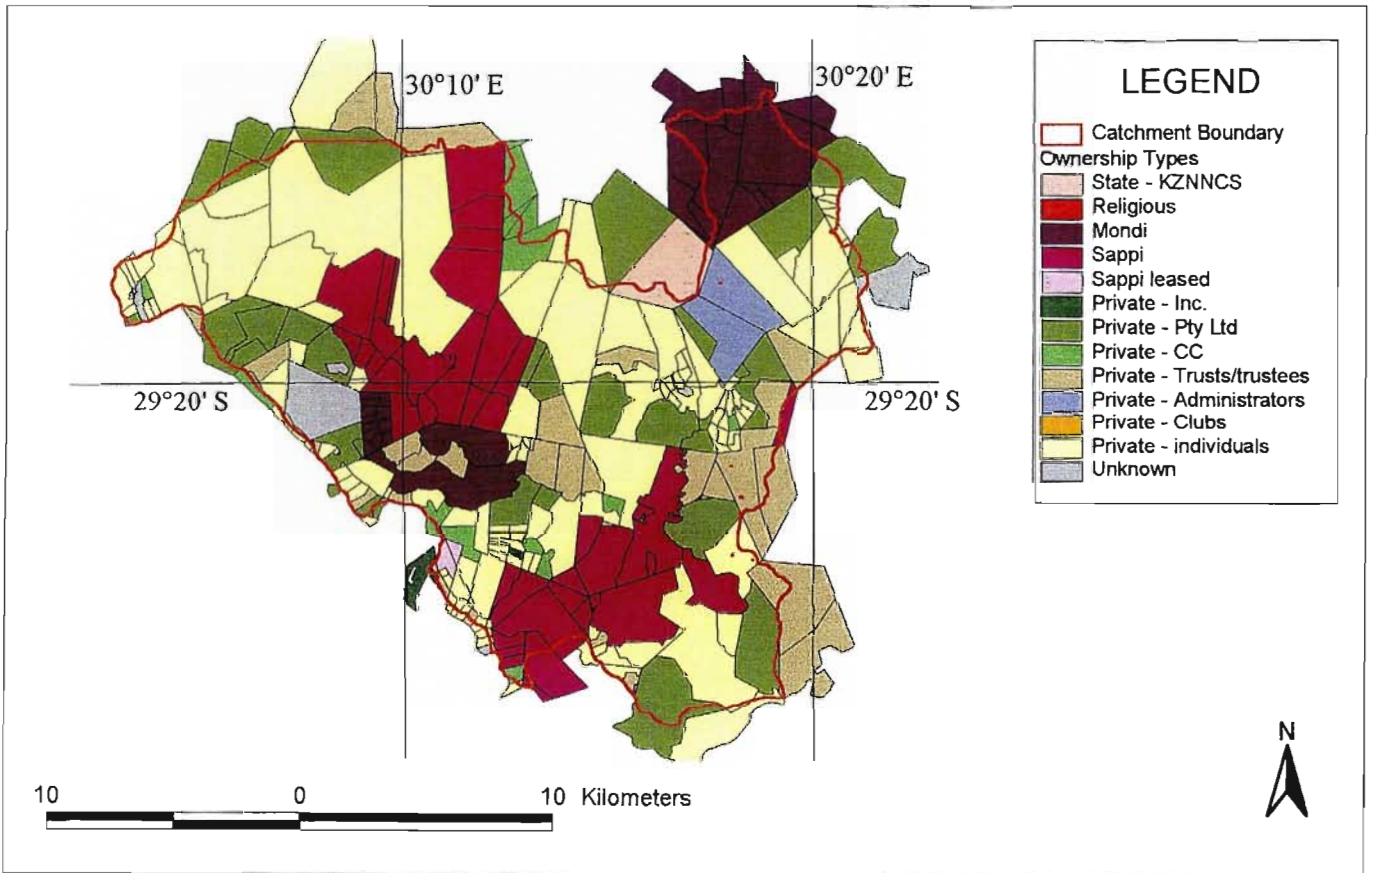 30°10' E
30°20' E
29°20' S
29°20' S
LEGEND
Catchment Boundary
Ownership Types
State - KZNNCS
Religious
Mondi
Sappi
Sappi leased
Private - Inc.
Private - Pty Ltd
Private - CC
Private - Trusts/trustees
Private - Administrators
Private - Clubs
Private - individuals
Unknown
N
10 0 10 Kilometers